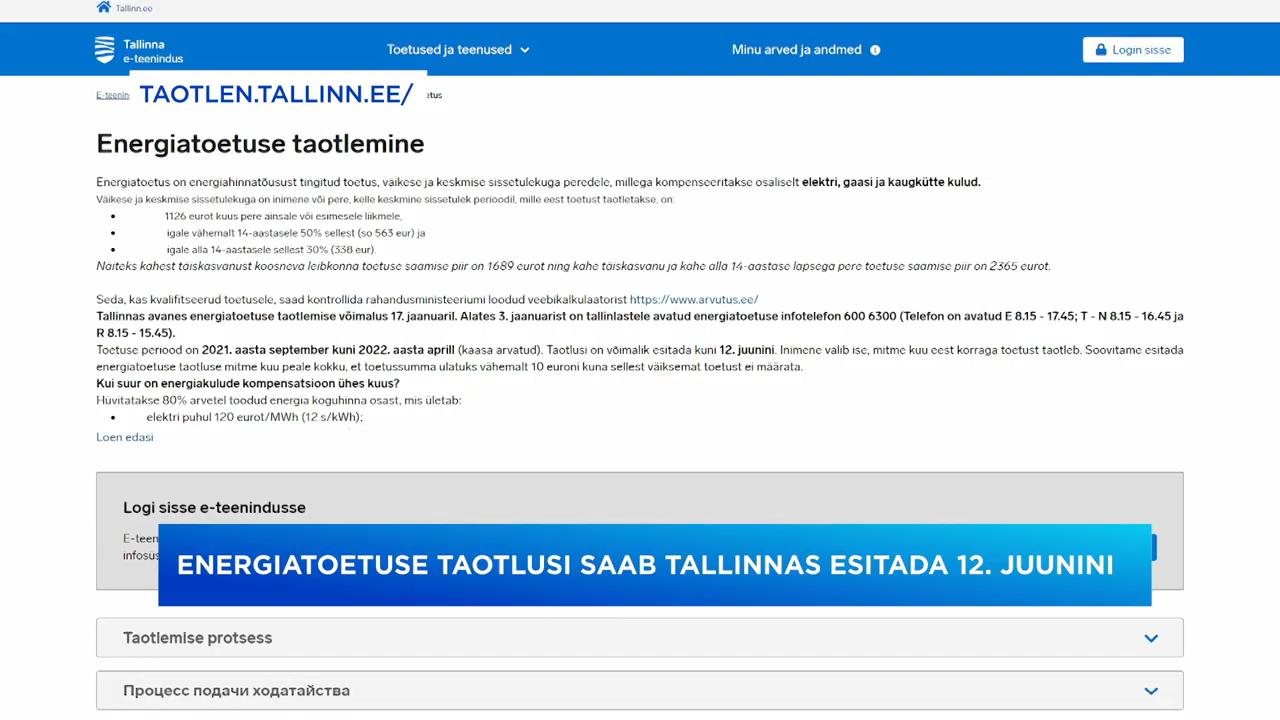 Tallinn.ee
Tallinna
e-teenindus
Toetused ja teenused
Minu arved ja andmed
Login sisse
E-teenin
TAOTLEN.TALLINN.EE/
etus
Energiatoetuse taotlemine
Energiatoetus on energiahinnatõusust tingitud toetus, väikese ja keskmise sissetulekuga peredele, millega kompenseeritakse osaliselt elektri, gaasi ja kaugkütte kulud.
Väikese ja keskmise sissetulekuga on inimene või pere, kelle keskmine sissetulek perioodil, mille eest toetust taotletakse, on:
• 1126 eurot kuus pere ainsale või esimesele liikmele,
• igale vähemalt 14-aastasele 50% sellest (so 563 eur) ja
• igale alla 14-aastasele sellest 30% (338 eur).
Näiteks kahest täiskasvanust koosneva leibkonna toetuse saamise piir on 1689 eurot ning kahe täiskasvanu ja kahe alla 14-aastase lapsega pere toetuse saamise piir on 2365 eurot.
Seda, kas kvalifitseerud toetusele, saad kontrollida rahandusministeeriumi loodud veebikalkulaatorist https://www.arvutus.ee/
Tallinnas avanes energiatoetuse taotlemise võimalus 17. jaanuaril. Alates 3. jaanuarist on tallinlastele avatud energiatoetuse infotelefon 600 6300 (Telefon on avatud E 8.15 - 17.45; T - N 8.15 - 16.45 ja
R 8.15 - 15.45).
Toetuse periood on 2021. aasta september kuni 2022. aasta aprill (kaasa arvatud). Taotlusi on võimalik esitada kuni 12. juunini. Inimene valib ise, mitme kuu eest korraga toetust taotleb. Soovitame esitada
energiatoetuse taotluse mitme kuu peale kokku, et toetussumma ulatuks vähemalt 10 euroni kuna sellest väiksemat toetust ei määrata.
Kui suur on energiakulude kompensatsioon ühes kuus?
Hüvitatakse 80% arvetel toodud energia koguhinna osast, mis ületab:
• elektri puhul 120 eurot/MWh (12 s/kWh);
Loen edasi
Logi sisse e-teenindusse
E-teen
infosüs
ENERGIATOETUSE TAOTLUSI SAAB TALLINNAS ESITADA 12. JUUNINI
Taotlemise protsess
Процесс подачи ходатайства